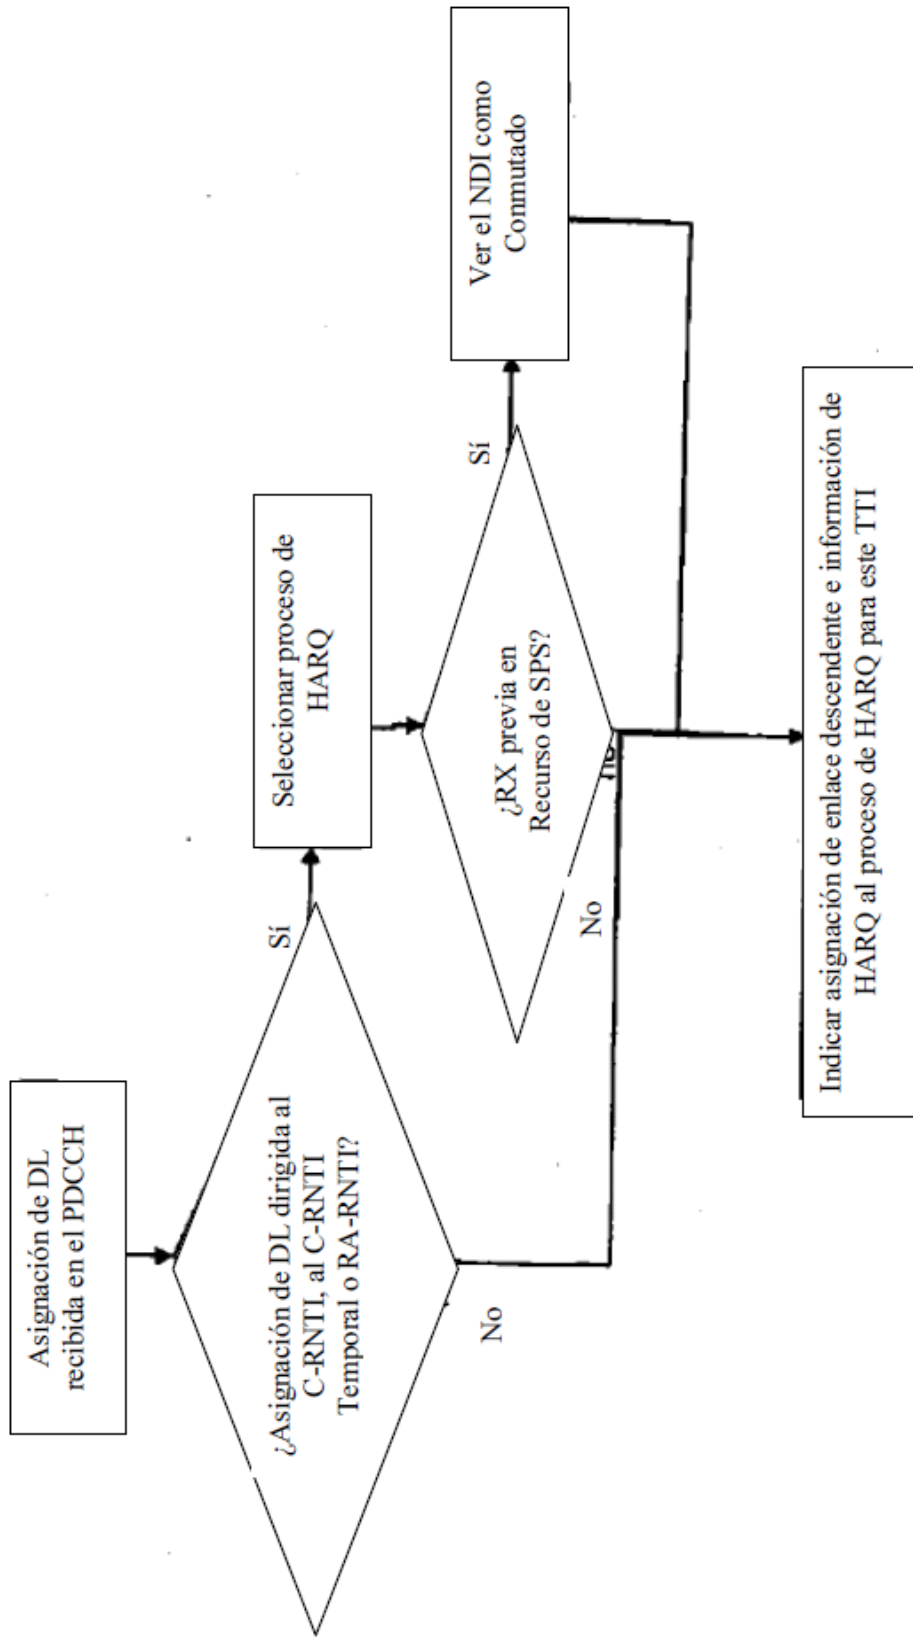 Asignación de DL
recibida en el PDCCH
¿Asignación de DL dirigida al
C-RNTI, al C-RNTI
Temporal o RA-RNTI?
Sí
No
Seleccionar proceso de
HARQ
¿RX previa en
Recurso de SPS?
Sí
No
Ver el NDI como
Conmutado
Indicar asignación de enlace descendente e información de
HARQ al proceso de HARQ para este TTI